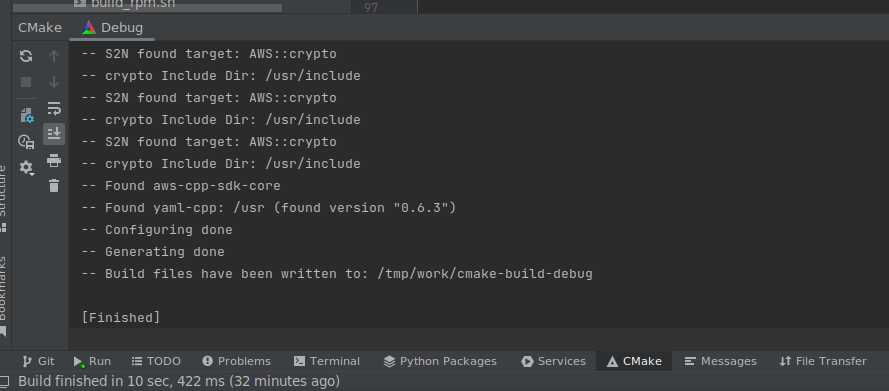 build_rpm.sh
97
CMake Debug
-- S2N found target: AWS::crypto
-- crypto Include Dir: /usr/include
-- S2N found target: AWS::crypto
-- crypto Include Dir: /usr/include
-- S2N found target: AWS::crypto
-- crypto Include Dir: /usr/include
-- Found aws-cpp-sdk-core
-- Found yaml-cpp: /usr (found version "0.6.3")
-- Configuring done
-- Generating done
-- Build files have been written to: /tmp/work/cmake-build-debug
[Finished]
Structure
Bookmarks
Git Run TODO Problems Terminal Python Packages Services CMake Messages File Transfer
Build finished in 10 sec, 422 ms (32 minutes ago)